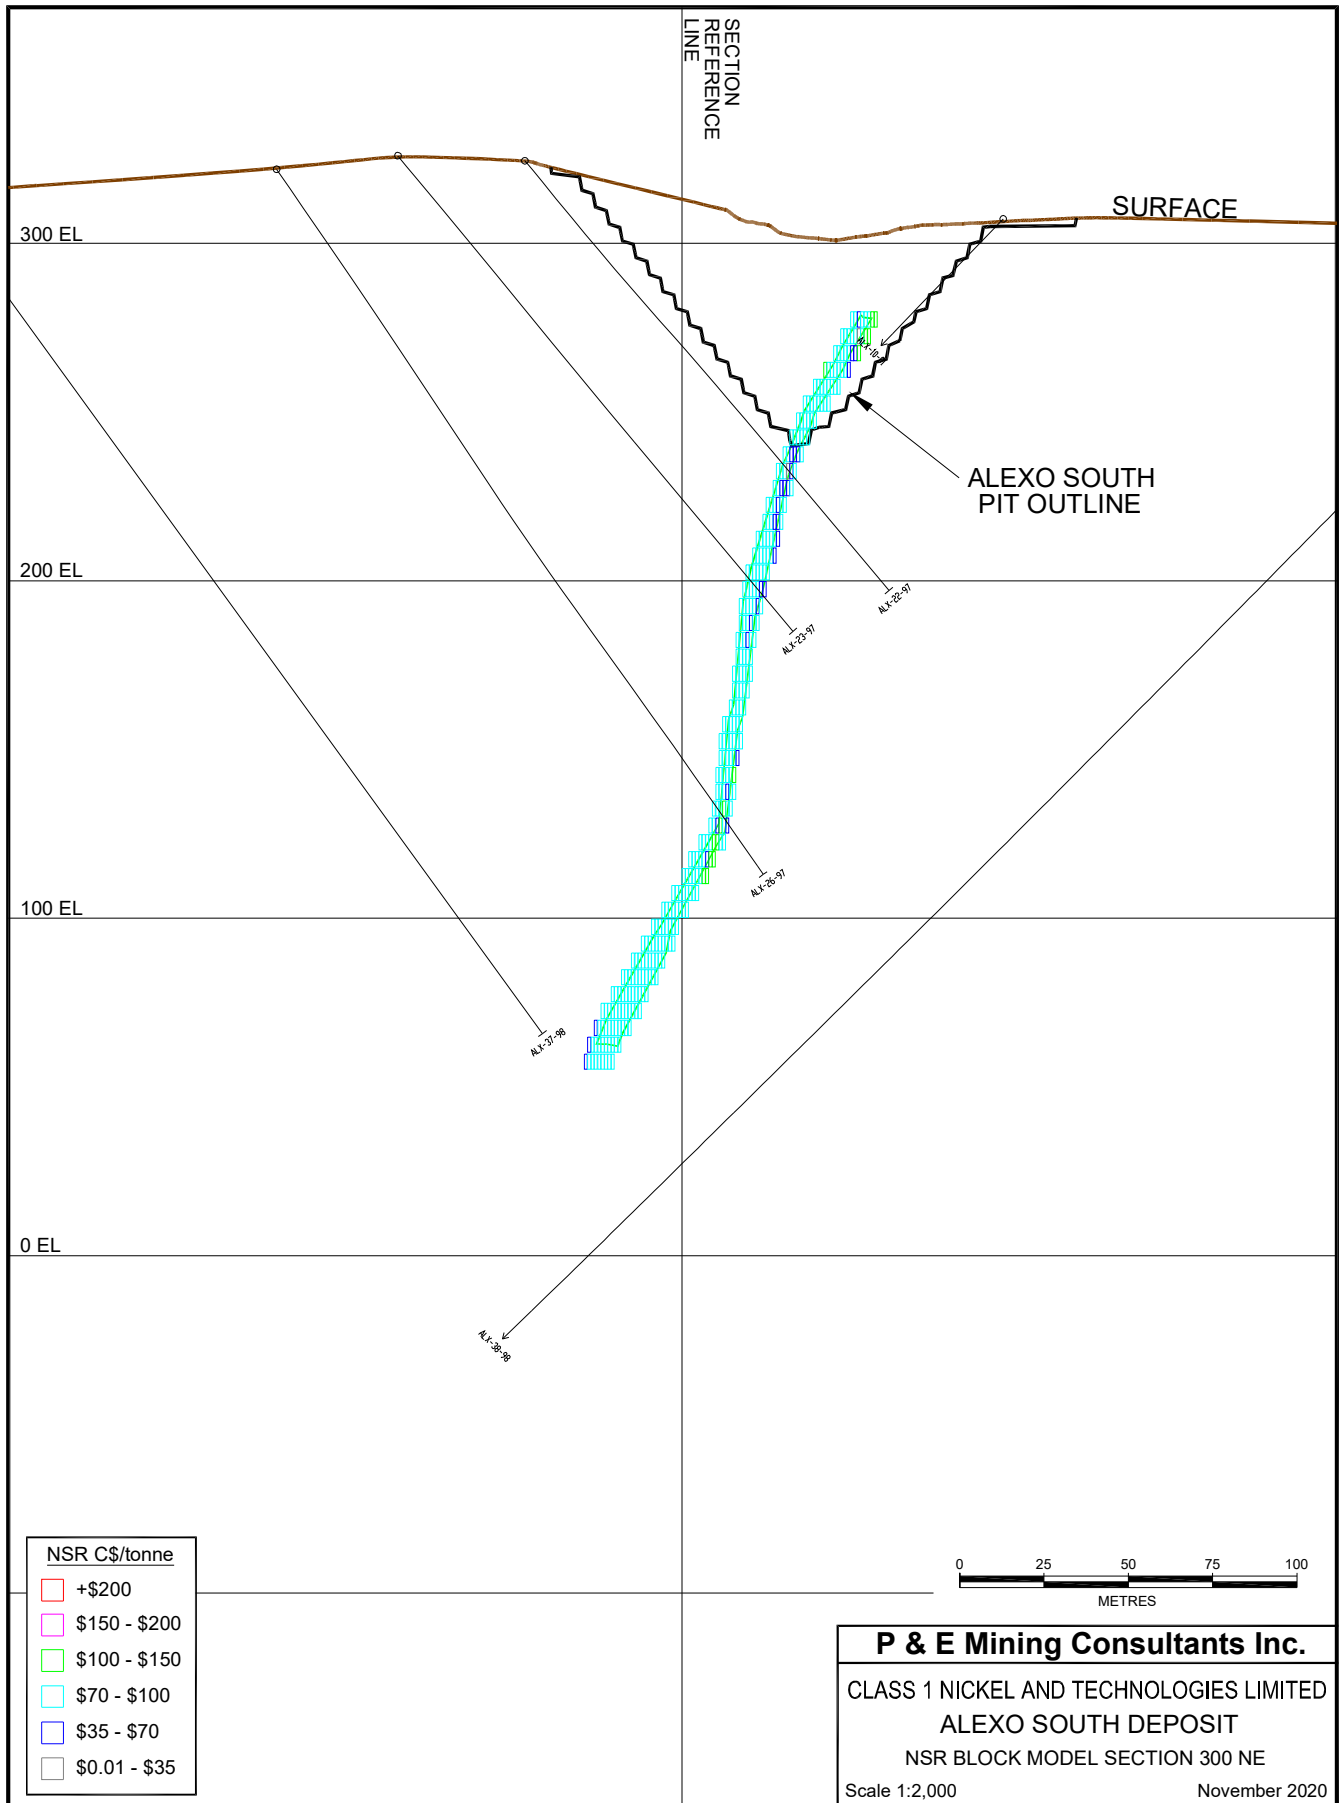 SECTION
REFERENCE
LINE
SURFACE
300 EL
ALEXO SOUTH
PIT OUTLINE
200 EL
ALX-22-97
ALX-23-97
ALX-26-97
100 EL
ALX-37-98
0 EL
ALX-38-98
NSR C$/tonne
+$200
$150 - $200
$100 - $150
$70 - $100
$35 - $70
$0.01 - $35
0 25 50 75 100
METRES
P & E Mining Consultants Inc.
CLASS 1 NICKEL AND TECHNOLOGIES LIMITED
ALEXO SOUTH DEPOSIT
NSR BLOCK MODEL SECTION 300 NE
Scale 1:2,000 November 2020